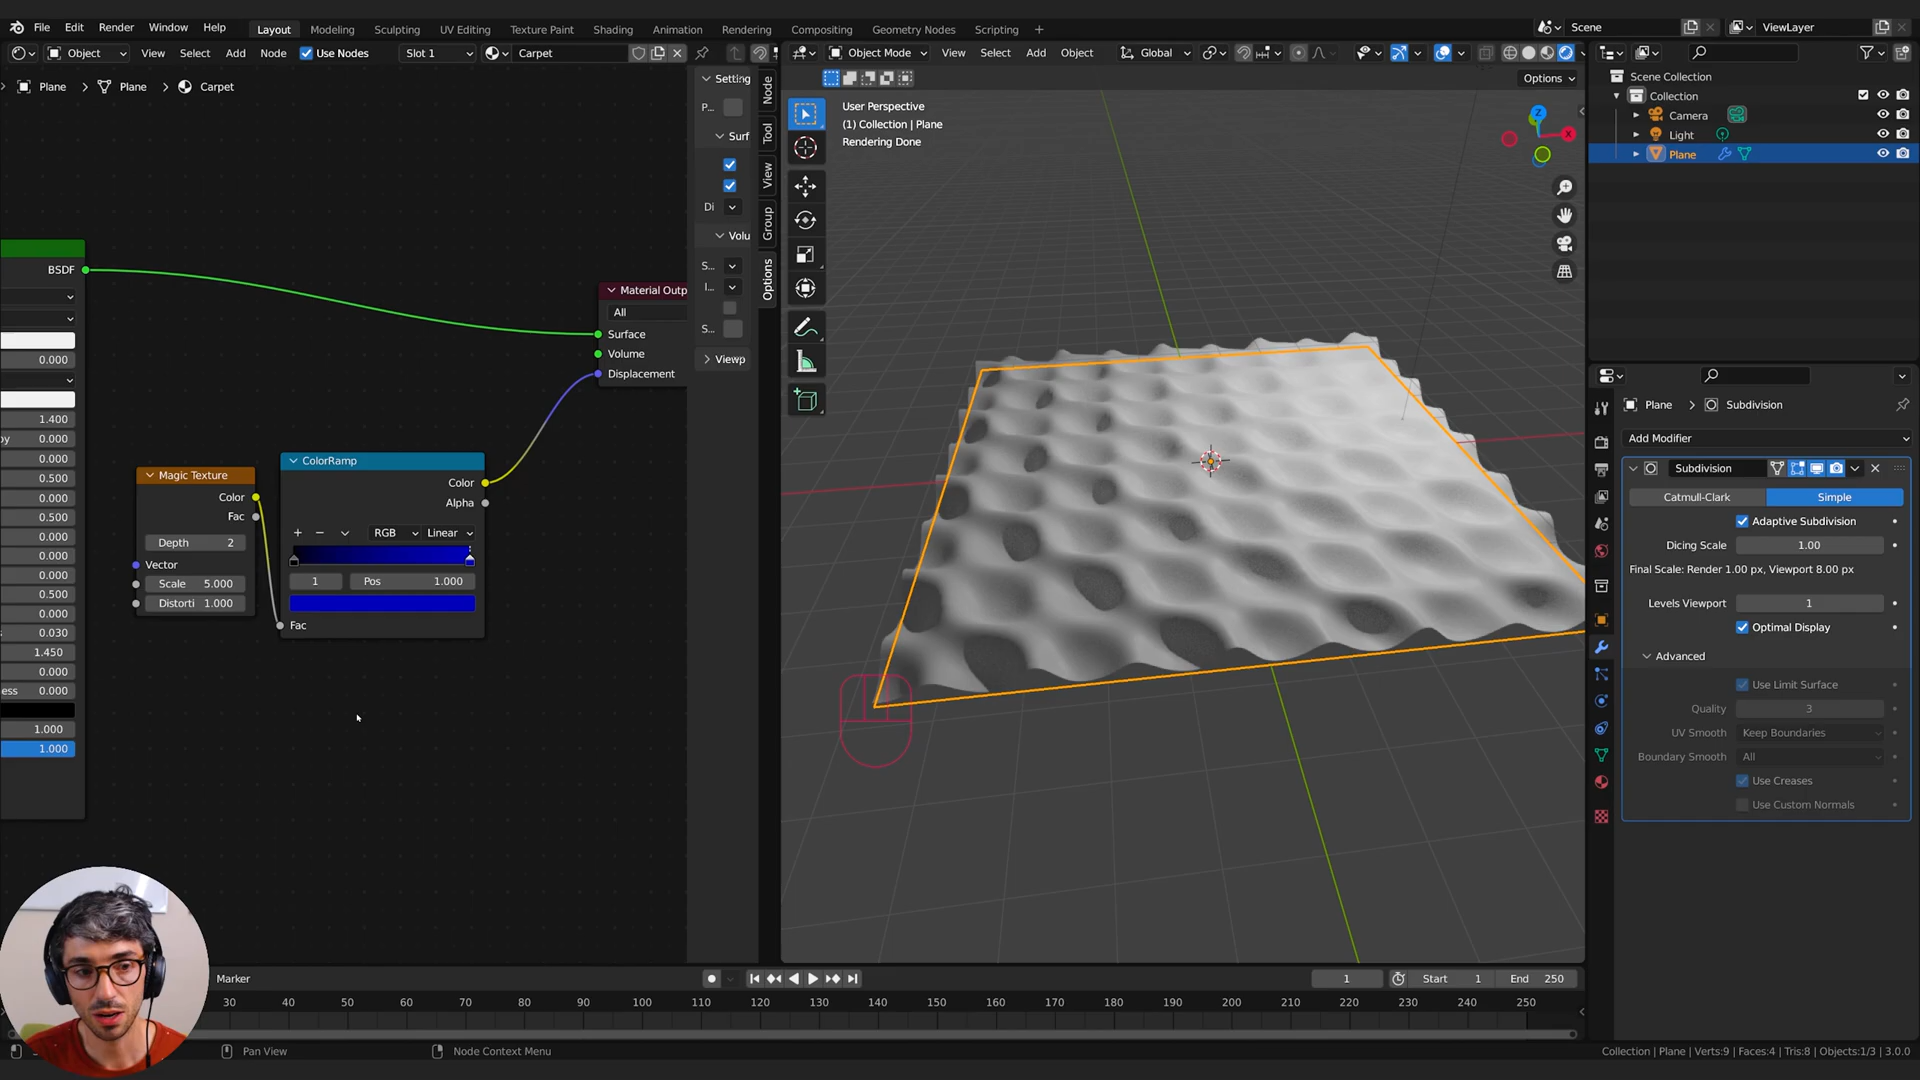 File Edit Render Window Help
Layout Modeling Sculpting UV Editing Texture Paint Shading Animation Rendering Compositing Geometry Nodes Scripting +
Scene
ViewLayer
Object View Select Add Node Use Nodes Slot 1 Carpet
Object Mode View Select Add Object Global
Options
Plane Plane Carpet
Setting
P...
Surf
Di
Volu
S...
I...
S...
Viewp
Node
Tool
View
Group
Options
User Perspective
(1) Collection | Plane
Rendering Done
Z
X
Scene Collection
Collection
Camera
Light
Plane
BSDF
0.000
1.400
py 0.000
0.000
0.500
0.000
0.500
0.000
0.000
0.000
0.500
0.000
s 0.030
1.450
0.000
ess 0.000
1.000
1.000
Material Outp
All
Surface
Volume
Displacement
Magic Texture
Color
Fac
Depth 2
Vector
Scale 5.000
Distorti 1.000
ColorRamp
Color
Alpha
RGB Linear
1 Pos 1.000
Fac
Plane Subdivision
Add Modifier
Subdivision
Catmull-Clark Simple
Adaptive Subdivision
Dicing Scale 1.00
Final Scale: Render 1.00 px, Viewport 8.00 px
Levels Viewport 1
Optimal Display
Advanced
Use Limit Surface
Quality 3
UV Smooth Keep Boundaries
Boundary Smooth All
Use Creases
Use Custom Normals
Marker
1 Start 1 End 250
30 40 50 60 70 80 90 100 110 120 130 140 150 160 170 180 190 200 210 220 230 240 250
Pan View
Node Context Menu
Collection | Plane | Verts:9 | Faces:4 | Tris:8 | Objects:1/3 | 3.0.0